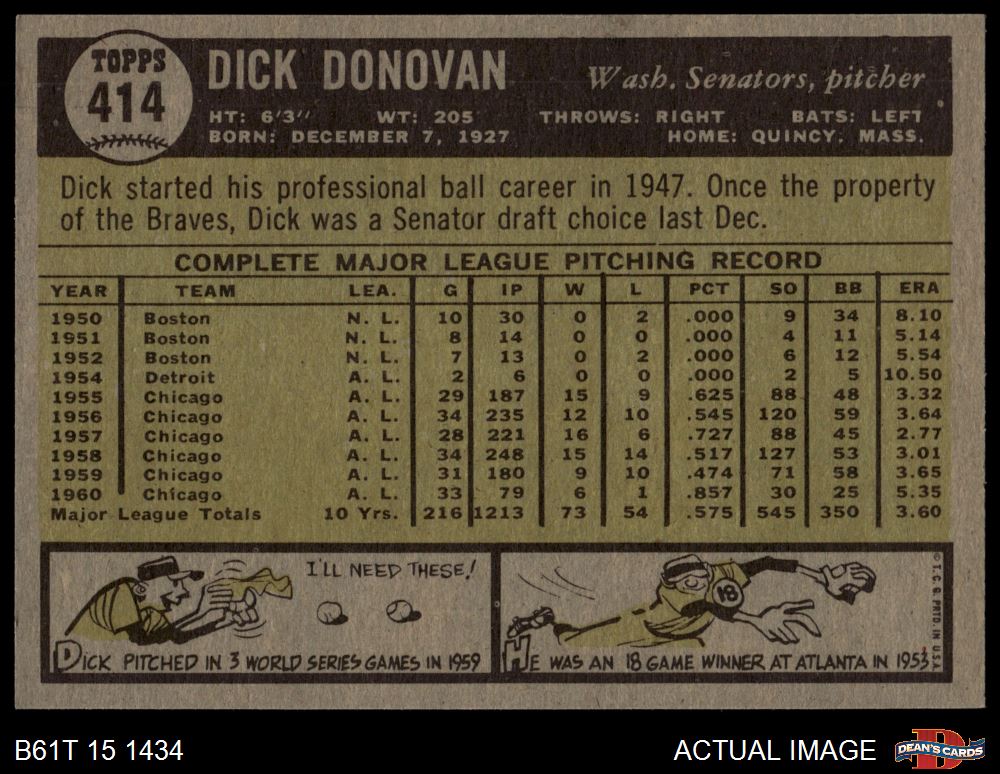 TOPPS
414
DICK DONOVAN
Wash. Senators, pitcher
HT: 6'3" WT: 205 THROWS: RIGHT BATS: LEFT
BORN: DECEMBER 7, 1927 HOME: QUINCY, MASS.
Dick started his professional ball career in 1947. Once the property
of the Braves, Dick was a Senator draft choice last Dec.
COMPLETE MAJOR LEAGUE PITCHING RECORD
YEAR TEAM LEA. G IP W L PCT SO BB ERA
1950 Boston N. L. 10 30 0 2 .000 9 34 8.10
1951 Boston N. L. 8 14 0 0 .000 4 11 5.14
1952 Boston N. L. 7 13 0 2 .000 6 12 5.54
1954 Detroit A. L. 2 6 0 0 .000 2 5 10.50
1955 Chicago A. L. 29 187 15 9 .625 88 48 3.32
1956 Chicago A. L. 34 235 12 10 .545 120 59 3.64
1957 Chicago A. L. 28 221 16 6 .727 88 45 2.77
1958 Chicago A. L. 34 248 15 14 .517 127 53 3.01
1959 Chicago A. L. 31 180 9 10 .474 71 58 3.65
1960 Chicago A. L. 33 79 6 1 .857 30 25 5.35
Major League Totals 10 Yrs. 216 1213 73 54 .575 545 350 3.60
I'LL NEED THESE!
DICK PITCHED IN 3 WORLD SERIES GAMES IN 1959
18
HE WAS AN 18 GAME WINNER AT ATLANTA IN 1953
© T. C. G. PRTD. IN U.S.A.
B61T 15 1434
ACTUAL IMAGE
D
DEAN'S CARDS